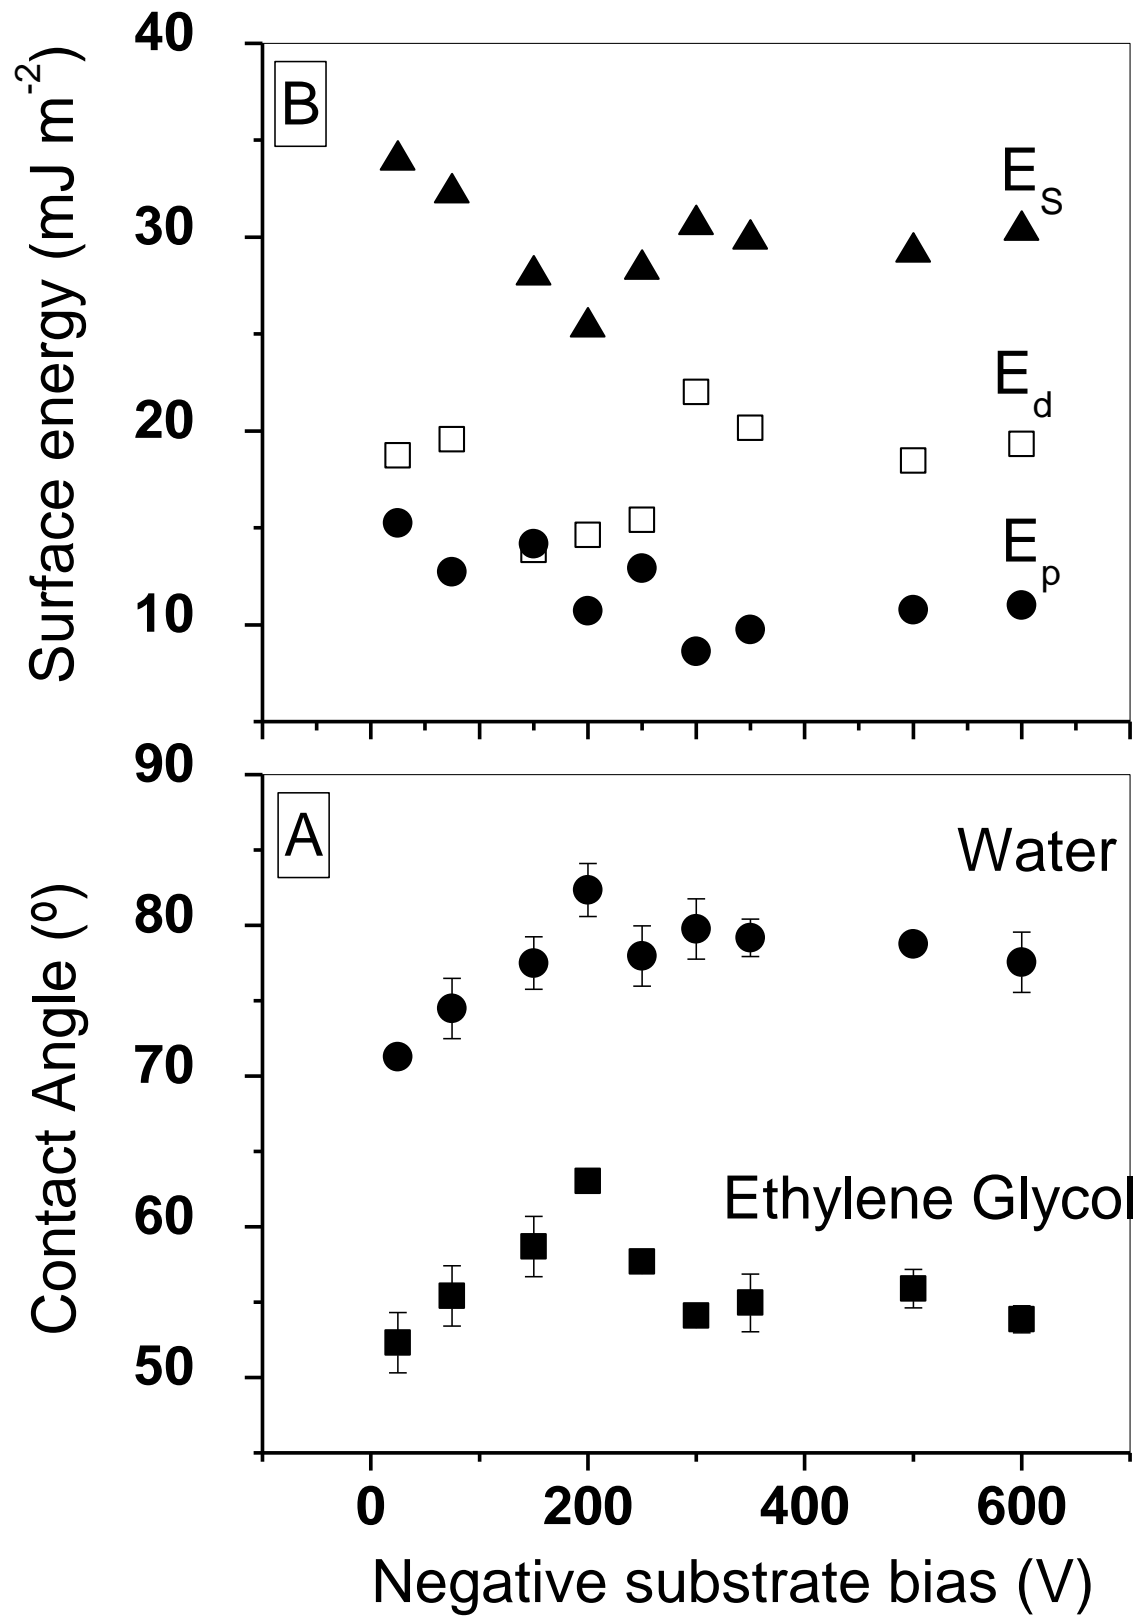 40
30
20
10
Surface energy (mJ m-2)
B
ES
Ed
Ep
90
80
70
60
50
Contact Angle (º)
A
Water
Ethylene Glycol
0 200 400 600
Negative substrate bias (V)